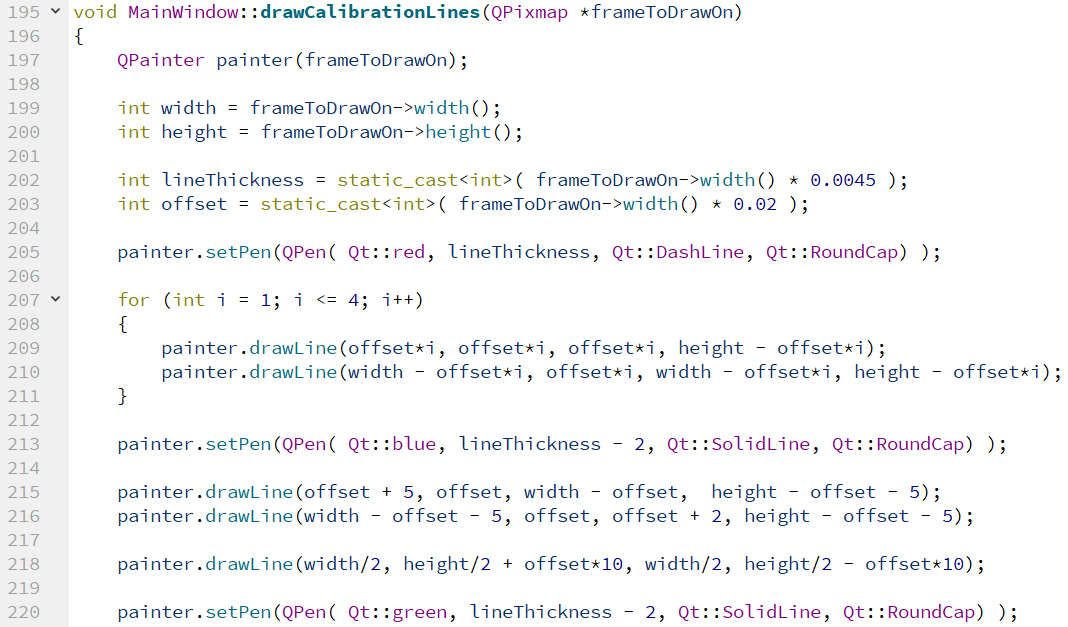 195 void MainWindow::drawCalibrationLines(QPixmap *frameToDrawOn)
196 {
197     QPainter painter(frameToDrawOn);
198
199     int width = frameToDrawOn->width();
200     int height = frameToDrawOn->height();
201
202     int lineThickness = static_cast<int>( frameToDrawOn->width() * 0.0045 );
203     int offset = static_cast<int>( frameToDrawOn->width() * 0.02 );
204
205     painter.setPen(QPen( Qt::red, lineThickness, Qt::DashLine, Qt::RoundCap) );
206
207     for (int i = 1; i <= 4; i++)
208     {
209         painter.drawLine(offset*i, offset*i, offset*i, height - offset*i);
210         painter.drawLine(width - offset*i, offset*i, width - offset*i, height - offset*i);
211     }
212
213     painter.setPen(QPen( Qt::blue, lineThickness - 2, Qt::SolidLine, Qt::RoundCap) );
214
215     painter.drawLine(offset + 5, offset, width - offset,  height - offset - 5);
216     painter.drawLine(width - offset - 5, offset, offset + 2, height - offset - 5);
217
218     painter.drawLine(width/2, height/2 + offset*10, width/2, height/2 - offset*10);
219
220     painter.setPen(QPen( Qt::green, lineThickness - 2, Qt::SolidLine, Qt::RoundCap) );